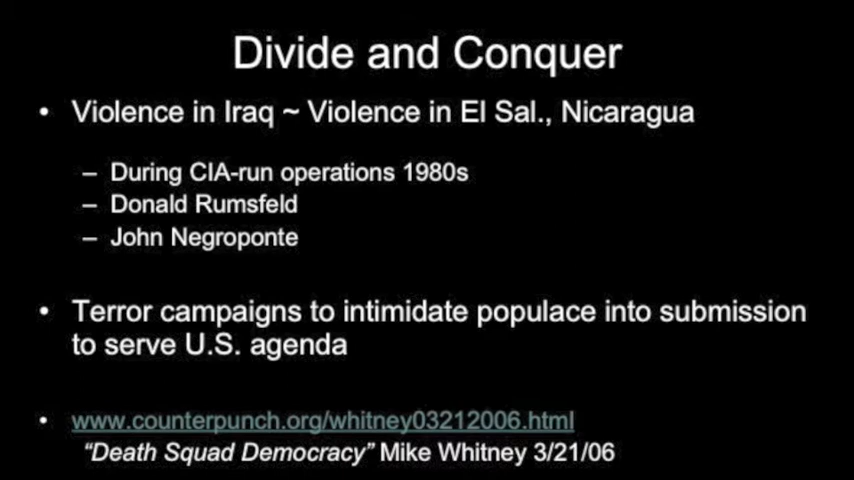 Divide and Conquer
• Violence in Iraq ~ Violence in El Sal., Nicaragua
– During CIA-run operations 1980s
– Donald Rumsfeld
– John Negroponte
• Terror campaigns to intimidate populace into submission
to serve U.S. agenda
• www.counterpunch.org/whitney03212006.html
“Death Squad Democracy” Mike Whitney 3/21/06